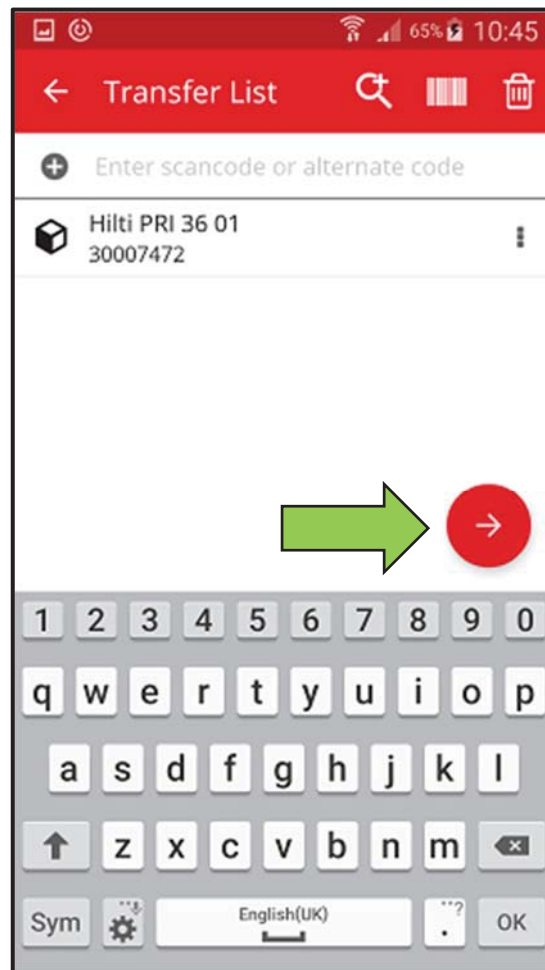 65% 10:45
Transfer List
Enter scancode or alternate code
Hilti PRI 36 01
30007472
1 2 3 4 5 6 7 8 9 0
q w e r t y u i o p
a s d f g h j k l
z x c v b n m
Sym English(UK) . ...? OK